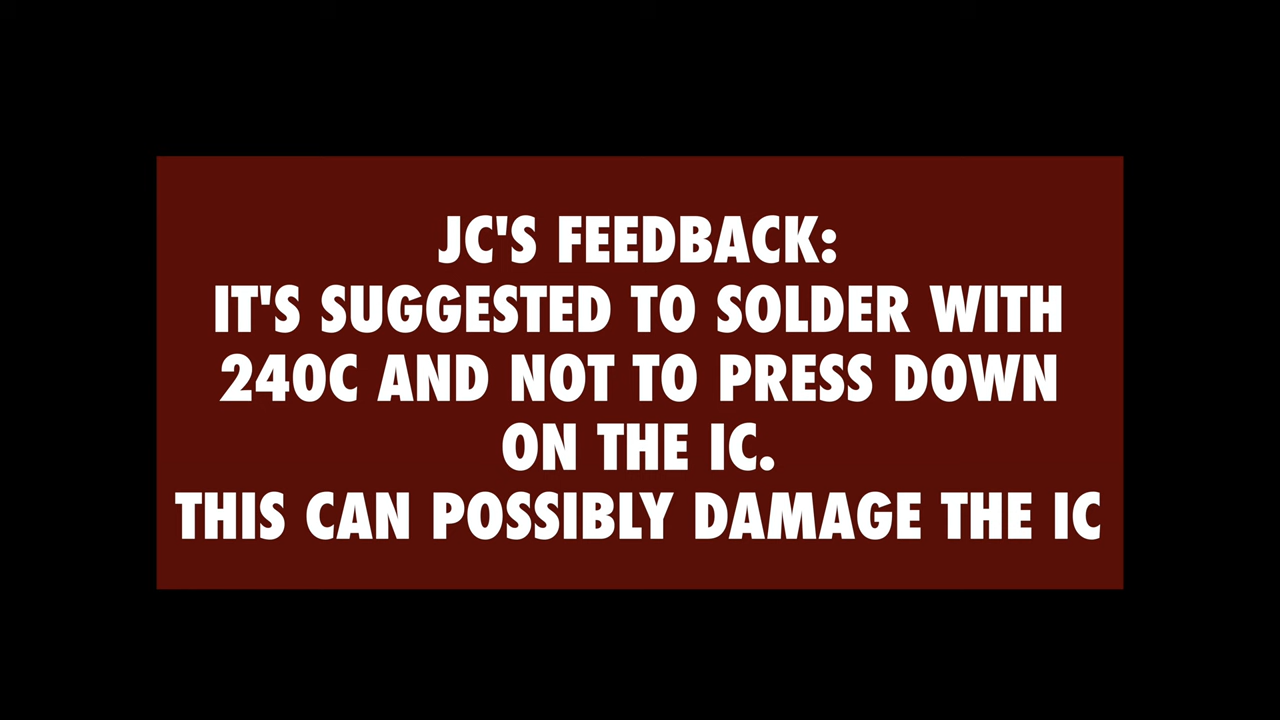 JC'S FEEDBACK:
IT'S SUGGESTED TO SOLDER WITH
240C AND NOT TO PRESS DOWN
ON THE IC.
THIS CAN POSSIBLY DAMAGE THE IC